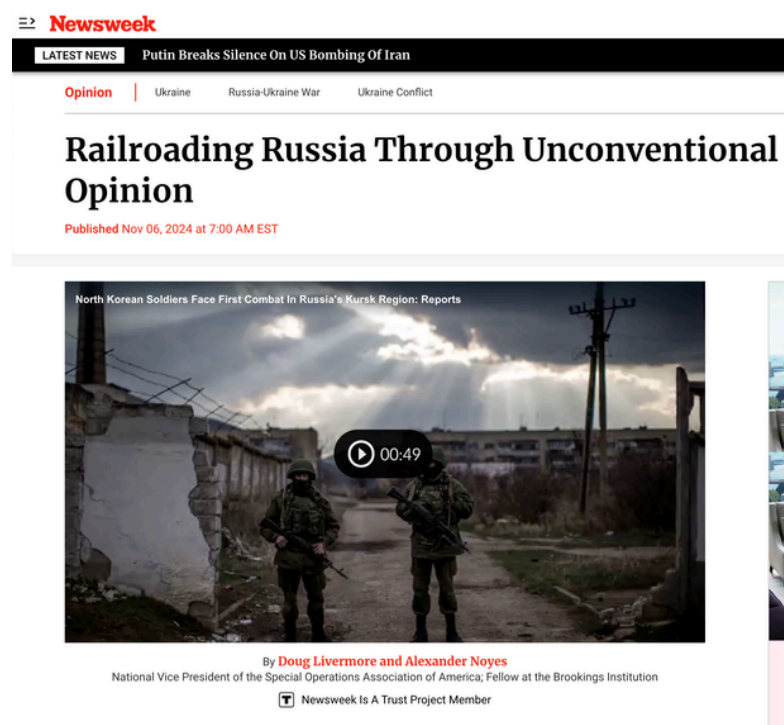 Newsweek
LATEST NEWS Putin Breaks Silence On US Bombing Of Iran
Opinion Ukraine Russia-Ukraine War Ukraine Conflict
Railroading Russia Through Unconventional
Opinion
Published Nov 06, 2024 at 7:00 AM EST
North Korean Soldiers Face First Combat In Russia's Kursk Region: Reports
00:49
By Doug Livermore and Alexander Noyes
National Vice President of the Special Operations Association of America; Fellow at the Brookings Institution
T Newsweek Is A Trust Project Member